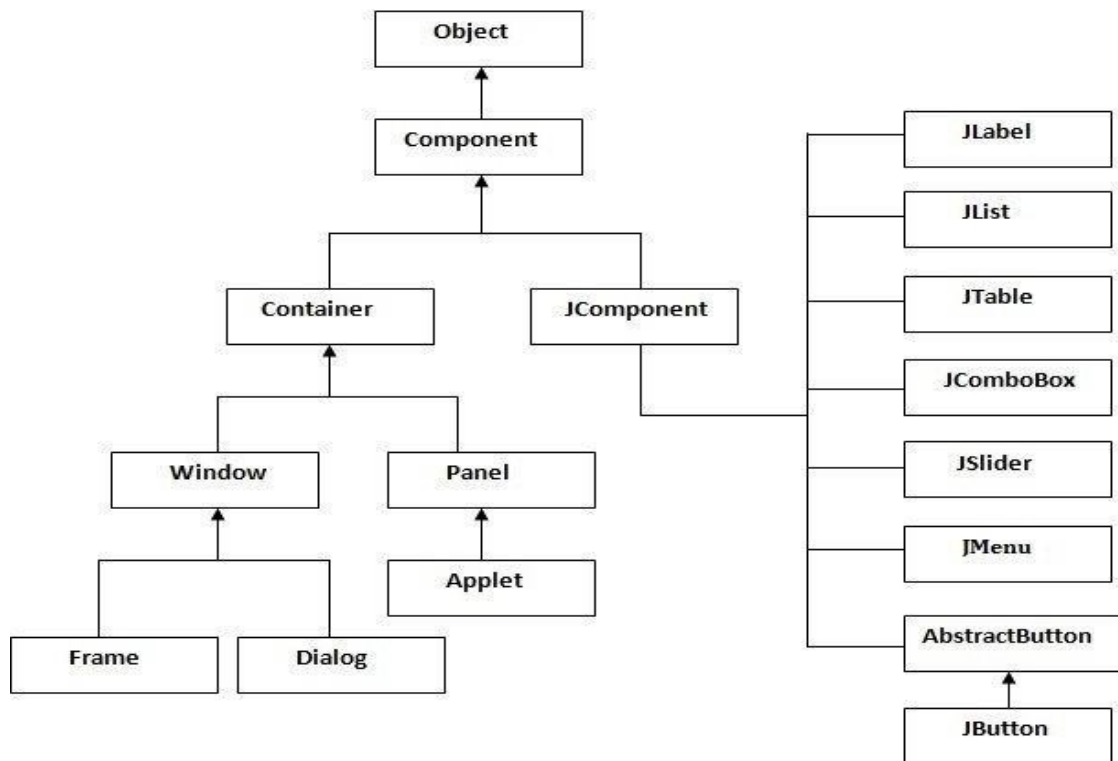 Object
Component
Container
JComponent
Window
Panel
Applet
Frame
Dialog
JLabel
JList
JTable
JComboBox
JSlider
JMenu
AbstractButton
JButton